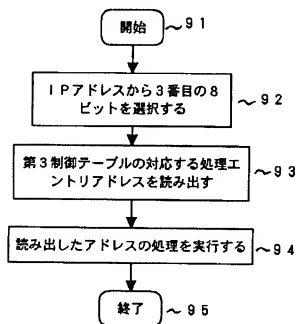 開始
～91
IPアドレスから3番目の8
ビットを選択する
～92
第3制御テーブルの対応する処理エ
ントリアドレスを読み出す
～93
読み出したアドレスの処理を実行する
～94
終了
～95